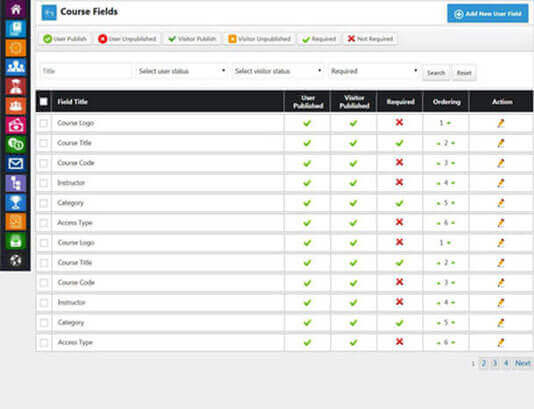 Course Fields
Add New User Field
User Publish User Unpublished Visitor Publish Visitor Unpublished Required Not Required
Title Select user status Select visitor status Required Search Reset
Field Title User Published Visitor Published Required Ordering Action
Course Logo 1
Course Title 2
Course Code 3
Instructor 4
Category 5
Access Type 6
Course Logo 1
Course Title 2
Course Code 3
Instructor 4
Category 5
Access Type 6
1 2 3 4 Next